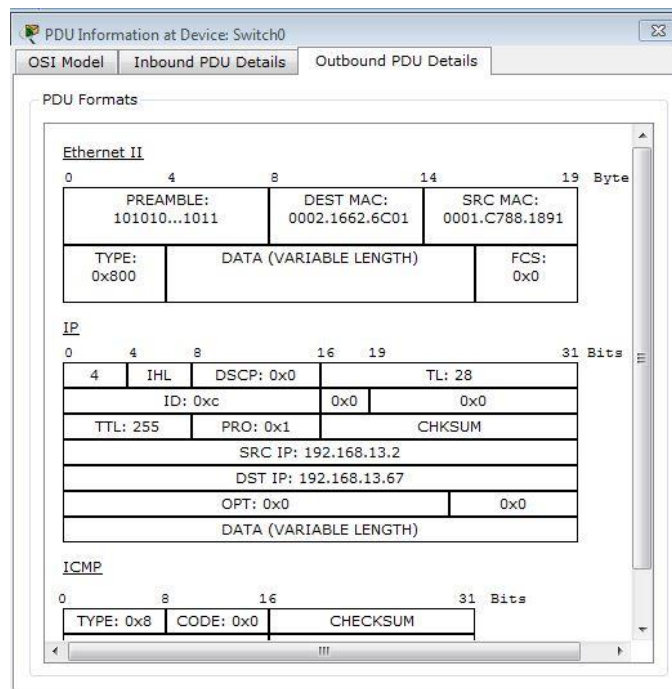 PDU Information at Device: Switch0
OSI Model Inbound PDU Details Outbound PDU Details
PDU Formats
Ethernet II
0 4 8 14 19 Byte
PREAMBLE: DEST MAC: SRC MAC:
101010...1011 0002.1662.6C01 0001.C788.1891
TYPE: DATA (VARIABLE LENGTH) FCS:
0x800 0x0
IP
0 4 8 16 19 31 Bits
4 IHL DSCP: 0x0 TL: 28
ID: 0xc 0x0 0x0
TTL: 255 PRO: 0x1 CHKSUM
SRC IP: 192.168.13.2
DST IP: 192.168.13.67
OPT: 0x0 0x0
DATA (VARIABLE LENGTH)
ICMP
0 8 16 31 Bits
TYPE: 0x8 CODE: 0x0 CHECKSUM